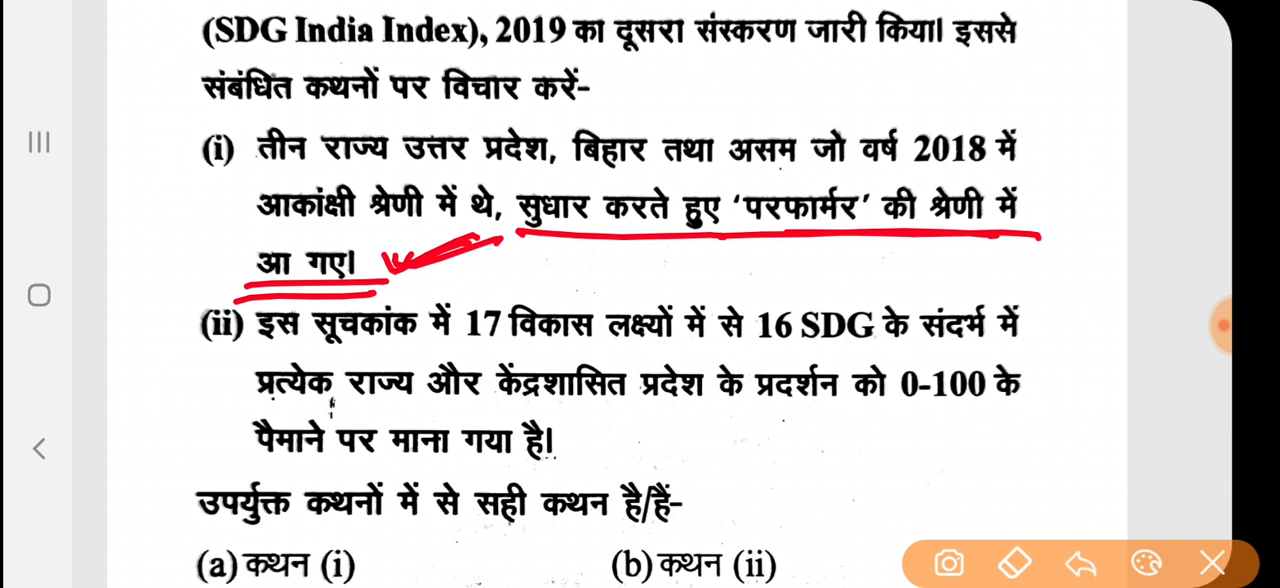 (SDG India Index), 2019 का दूसरा संस्करण जारी किया। इससे
संबंधित कथनों पर विचार करें-
(i) तीन राज्य उत्तर प्रदेश, बिहार तथा असम जो वर्ष 2018 में
आकांक्षी श्रेणी में थे, सुधार करते हुए ‘परफार्मर’ की श्रेणी में
आ गए।
(ii) इस सूचकांक में 17 विकास लक्ष्यों में से 16 SDG के संदर्भ में
प्रत्येक राज्य और केंद्रशासित प्रदेश के प्रदर्शन को 0-100 के
पैमाने पर माना गया है।
उपर्युक्त कथनों में से सही कथन है/हैं-
(a) कथन (i) (b) कथन (ii)